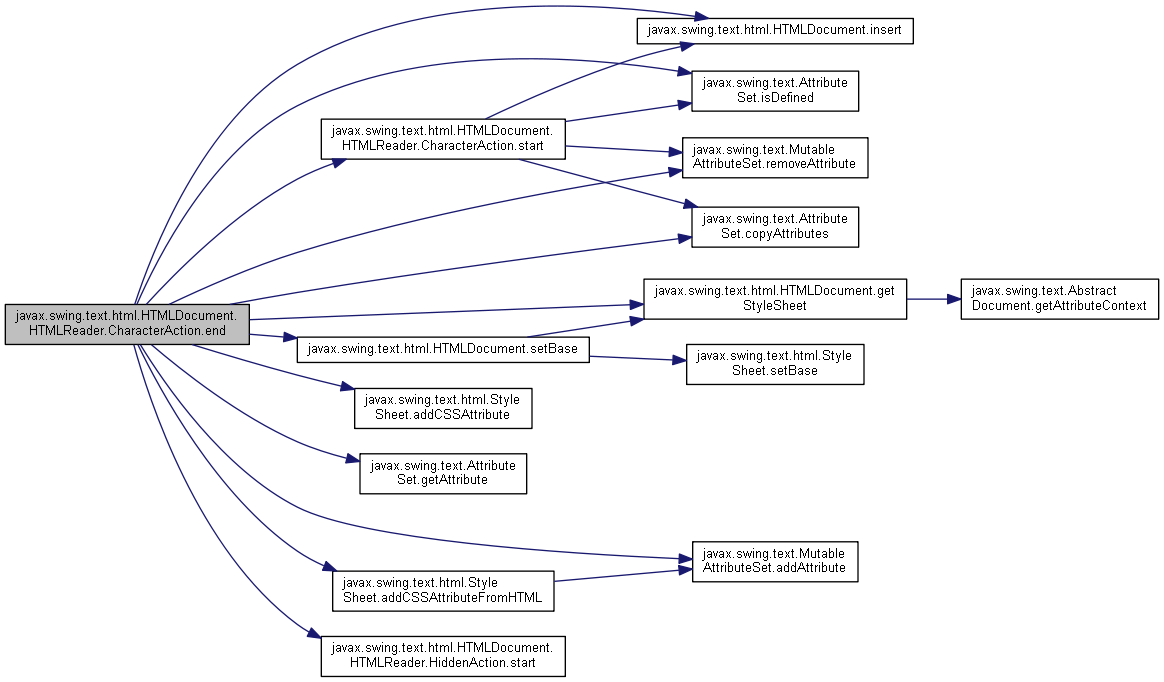 javax.swing.text.html.HTMLDocument.insert
javax.swing.text.Attribute
Set.isDefined
javax.swing.text.html.HTMLDocument.
HTMLReader.CharacterAction.start
javax.swing.text.Mutable
AttributeSet.removeAttribute
javax.swing.text.Attribute
Set.copyAttributes
javax.swing.text.html.HTMLDocument.get
StyleSheet
javax.swing.text.Abstract
Document.getAttributeContext
javax.swing.text.html.HTMLDocument.
HTMLReader.CharacterAction.end
javax.swing.text.html.HTMLDocument.setBase
javax.swing.text.html.Style
Sheet.setBase
javax.swing.text.html.Style
Sheet.addCSSAttribute
javax.swing.text.Attribute
Set.getAttribute
javax.swing.text.Mutable
AttributeSet.addAttribute
javax.swing.text.html.Style
Sheet.addCSSAttributeFromHTML
javax.swing.text.html.HTMLDocument.
HTMLReader.HiddenAction.start